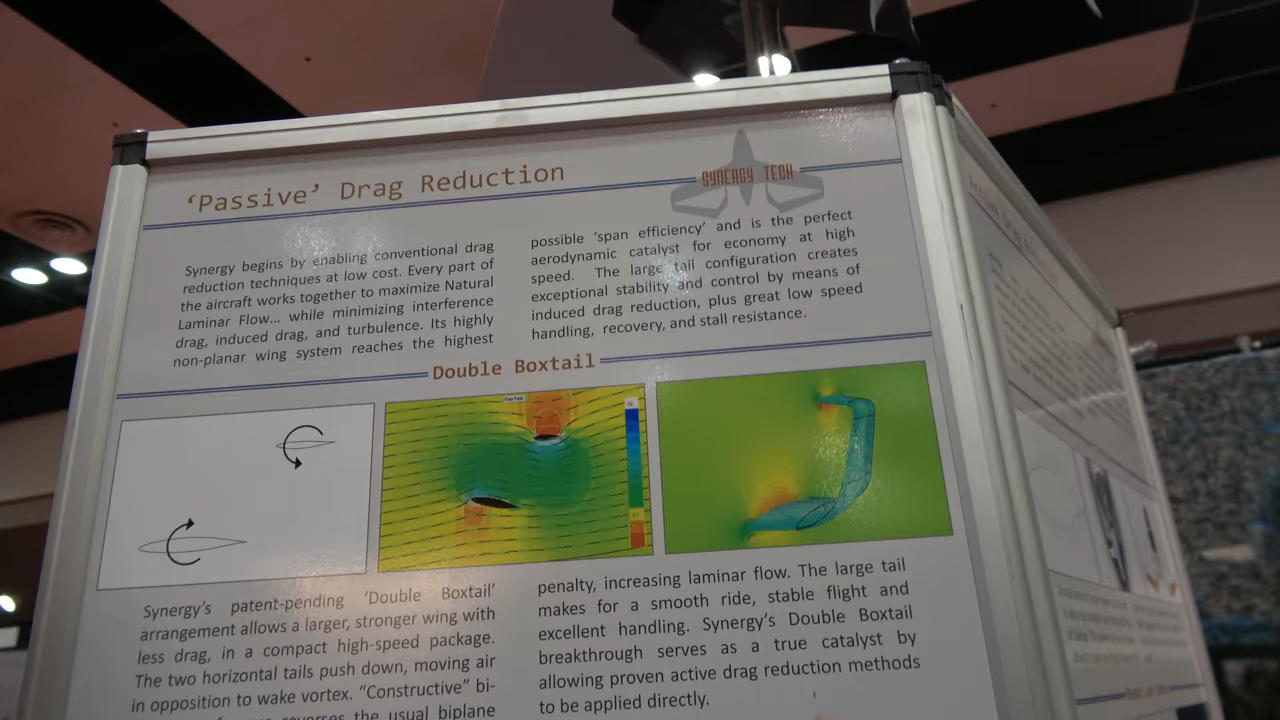 'Passive' Drag Reduction
SYNERGY TECH
Synergy begins by enabling conventional drag
reduction techniques at low cost. Every part of
the aircraft works together to maximize Natural
Laminar Flow... while minimizing interference
drag, induced drag, and turbulence. Its highly
non-planar wing system reaches the highest
possible 'span efficiency' and is the perfect
aerodynamic catalyst for economy at high
speed. The large tail configuration creates
exceptional stability and control by means of
induced drag reduction, plus great low speed
handling, recovery, and stall resistance.
Double Boxtail
Synergy's patent-pending 'Double Boxtail'
arrangement allows a larger, stronger wing with
less drag, in a compact high-speed package.
The two horizontal tails push down, moving air
in opposition to wake vortex. "Constructive" bi-
reverses the usual biplane
penalty, increasing laminar flow. The large tail
makes for a smooth ride, stable flight and
excellent handling. Synergy's Double Boxtail
breakthrough serves as a true catalyst by
allowing proven active drag reduction methods
to be applied directly.